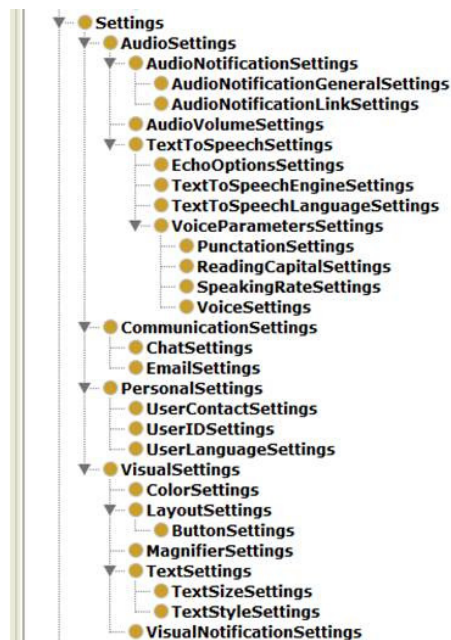 Settings
AudioSettings
AudioNotificationSettings
AudioNotificationGeneralSettings
AudioNotificationLinkSettings
AudioVolumeSettings
TextToSpeechSettings
EchoOptionsSettings
TextToSpeechEngineSettings
TextToSpeechLanguageSettings
VoiceParametersSettings
PunctationSettings
ReadingCapitalSettings
SpeakingRateSettings
VoiceSettings
CommunicationSettings
ChatSettings
EmailSettings
PersonalSettings
UserContactSettings
UserIDSettings
UserLanguageSettings
VisualSettings
ColorSettings
LayoutSettings
ButtonSettings
MagnifierSettings
TextSettings
TextSizeSettings
TextStyleSettings
VisualNotificationSettings